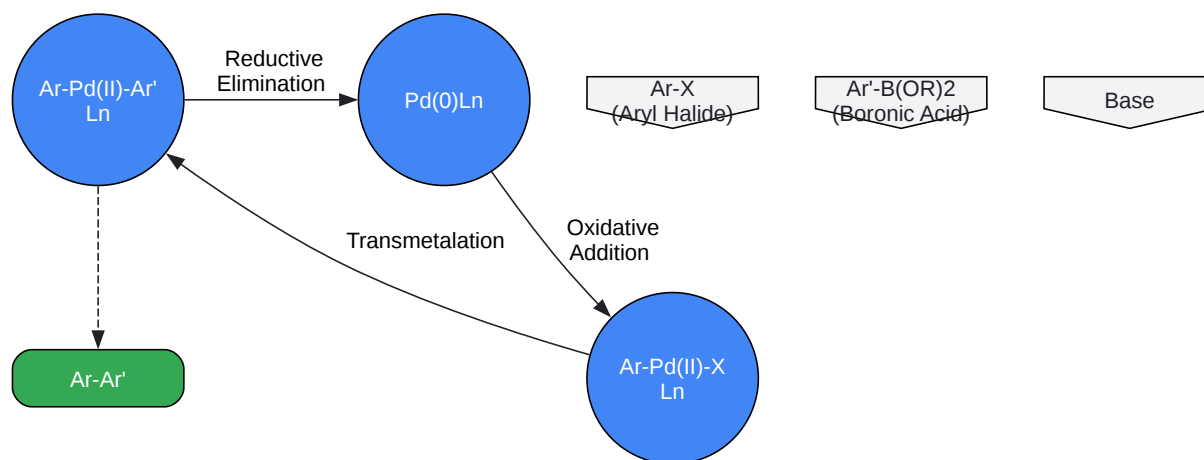 Ar-Pd(II)-Ar'
Ln
Reductive
Elimination
Pd(0)Ln
Ar-X
(Aryl Halide)
Ar'-B(OR)2
(Boronic Acid)
Base
Transmetalation
Oxidative
Addition
Ar-Ar'
Ar-Pd(II)-X
Ln